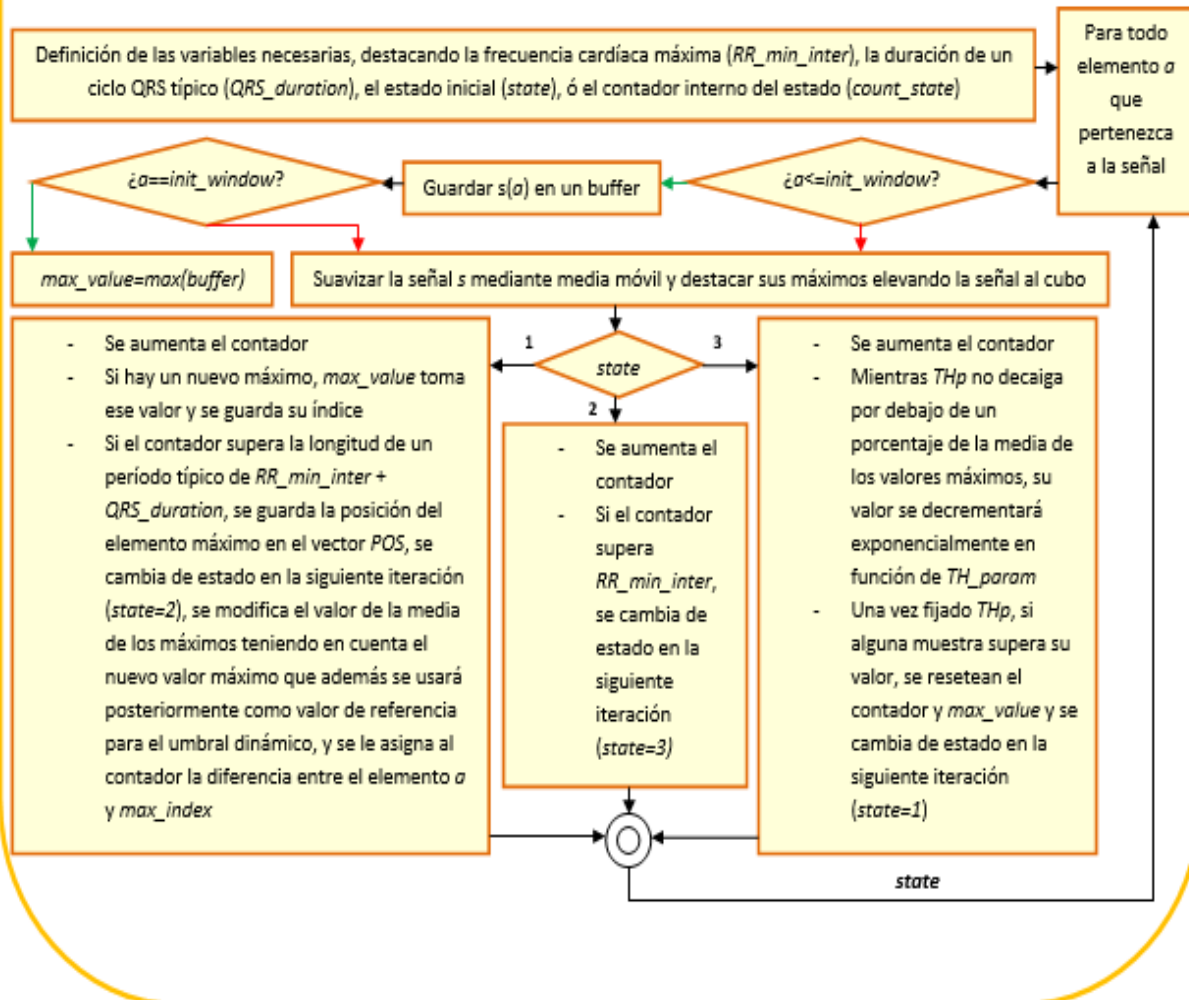 Definición de las variables necesarias, destacando la frecuencia cardíaca máxima (RR_min_inter), la duración de un
ciclo QRS típico (QRS_duration), el estado inicial (state), ó el contador interno del estado (count_state)
Para todo
elemento a
que
pertenezca
a la señal
¿a<=init_window?
Guardar s(a) en un buffer
¿a==init_window?
max_value=max(buffer)
Suavizar la señal s mediante media móvil y destacar sus máximos elevando la señal al cubo
state
1
2
3
- Se aumenta el contador
- Si hay un nuevo máximo, max_value toma
ese valor y se guarda su índice
- Si el contador supera la longitud de un
período típico de RR_min_inter +
QRS_duration, se guarda la posición del
elemento máximo en el vector POS, se
cambia de estado en la siguiente iteración
(state=2), se modifica el valor de la media
de los máximos teniendo en cuenta el
nuevo valor máximo que además se usará
posteriormente como valor de referencia
para el umbral dinámico, y se le asigna al
contador la diferencia entre el elemento a
y max_index
- Se aumenta el
contador
- Si el contador
supera
RR_min_inter,
se cambia de
estado en la
siguiente
iteración
(state=3)
- Se aumenta el contador
- Mientras THp no decaiga
por debajo de un
porcentaje de la media de
los valores máximos, su
valor se decrementará
exponencialmente en
función de TH_param
- Una vez fijado THp, si
alguna muestra supera su
valor, se resetean el
contador y max_value y se
cambia de estado en la
siguiente iteración
(state=1)
state